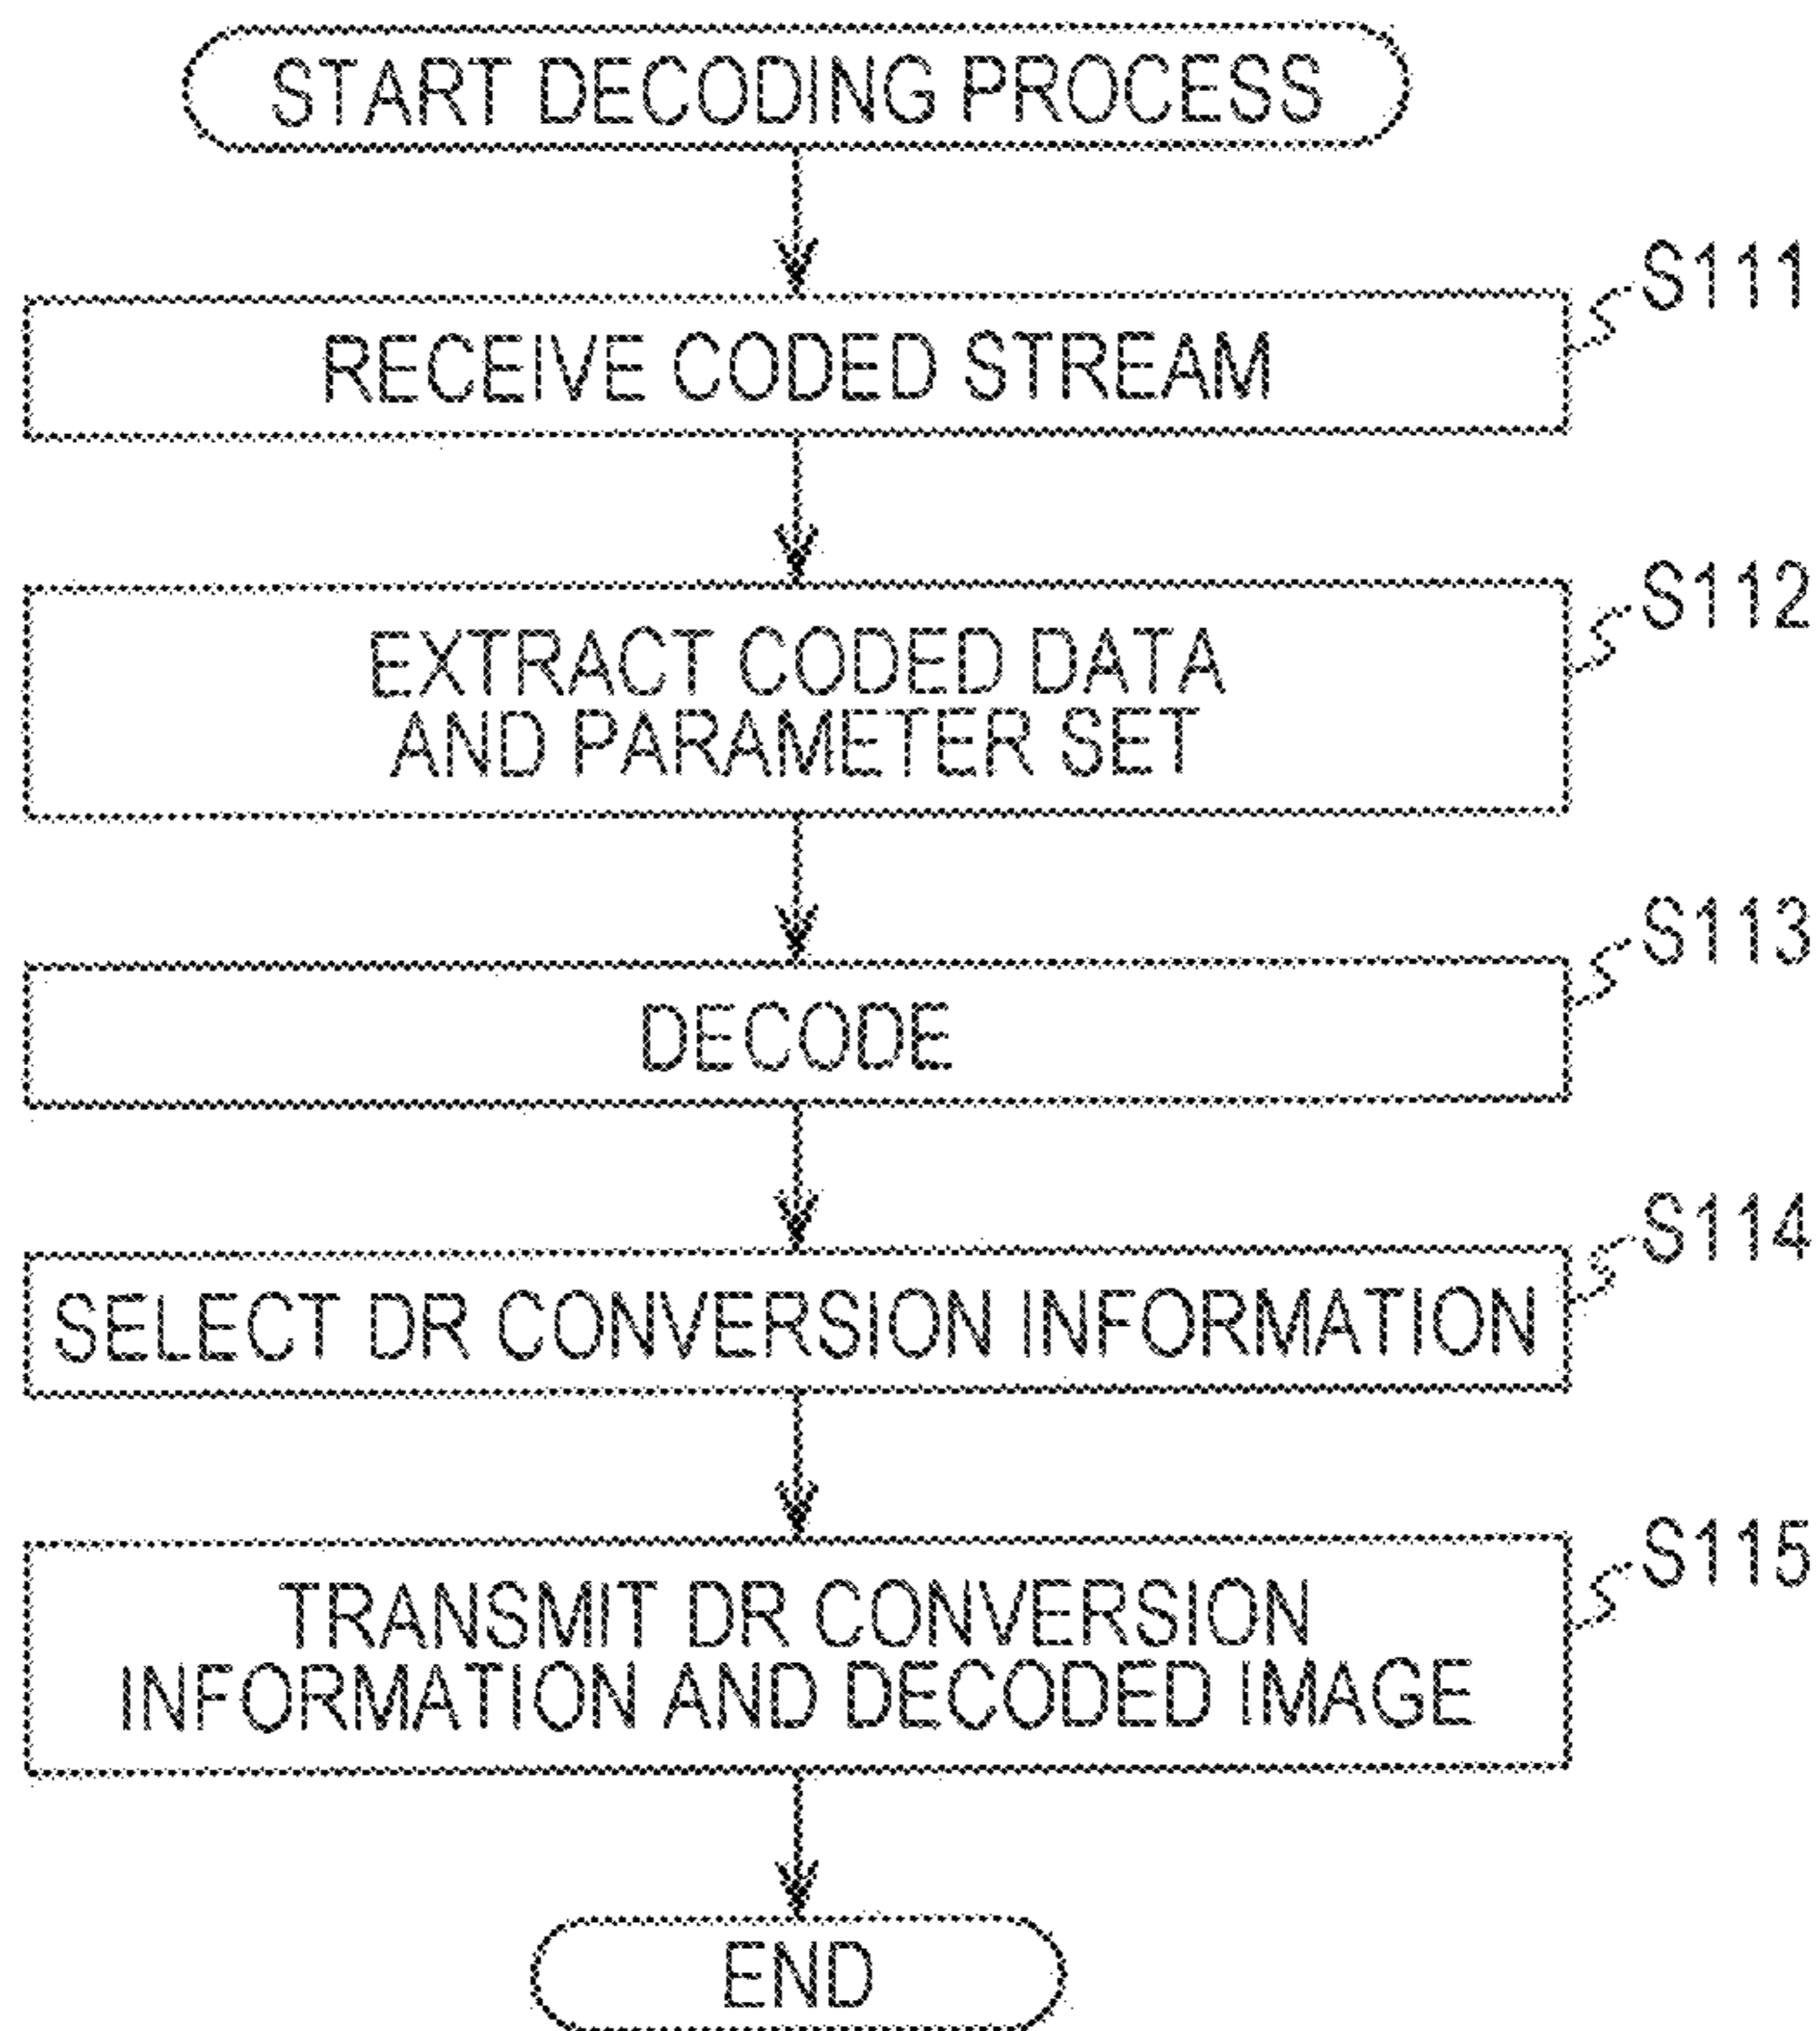 START DECODING PROCESS
S111
RECEIVE CODED STREAM
S112
EXTRACT CODED DATA
AND PARAMETER SET
S113
DECODE
S114
SELECT DR CONVERSION INFORMATION
S115
TRANSMIT DR CONVERSION
INFORMATION AND DECODED IMAGE
END